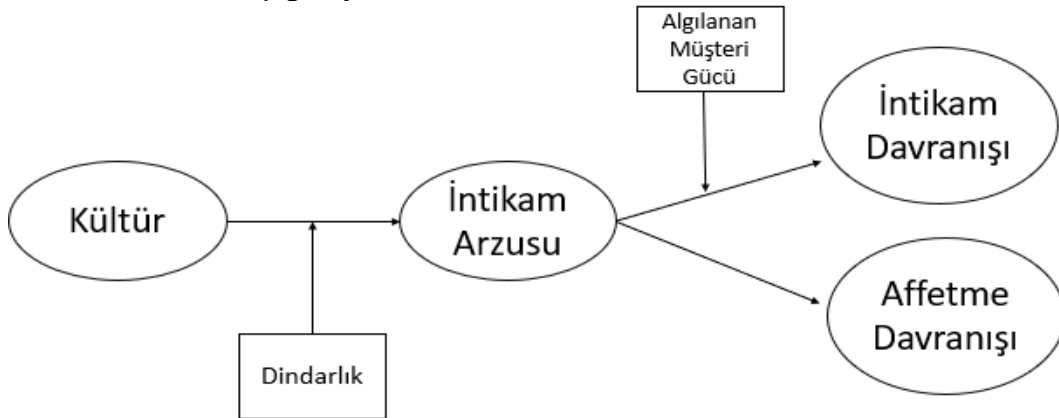 Algılanan
Müşteri
Gücü
İntikam
Davranışı
Kültür
İntikam
Arzusu
Affetme
Davranışı
Dindarlık